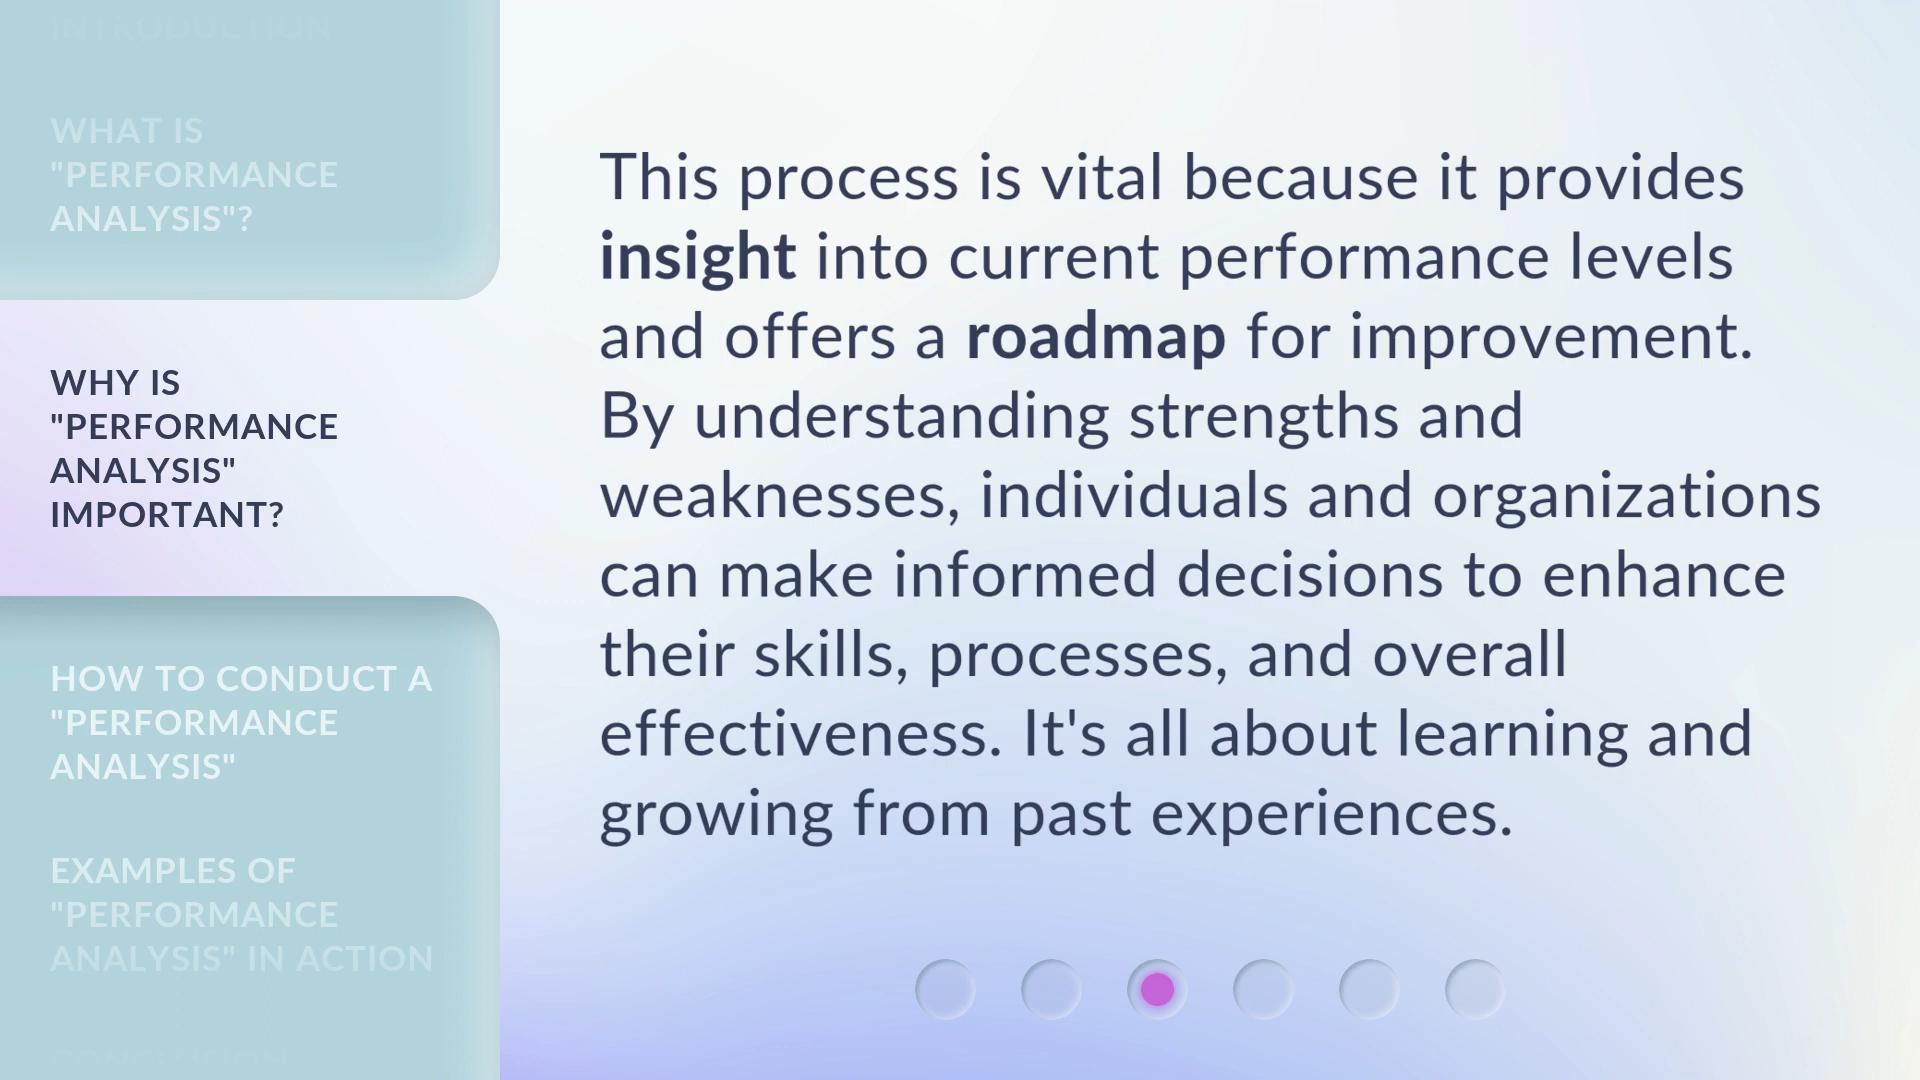 INTRODUCTION
WHAT IS
"PERFORMANCE
ANALYSIS"?
WHY IS
"PERFORMANCE
ANALYSIS"
IMPORTANT?
HOW TO CONDUCT A
"PERFORMANCE
ANALYSIS"
EXAMPLES OF
"PERFORMANCE
ANALYSIS" IN ACTION
CONCLUSION
This process is vital because it provides
insight into current performance levels
and offers a roadmap for improvement.
By understanding strengths and
weaknesses, individuals and organizations
can make informed decisions to enhance
their skills, processes, and overall
effectiveness. It's all about learning and
growing from past experiences.